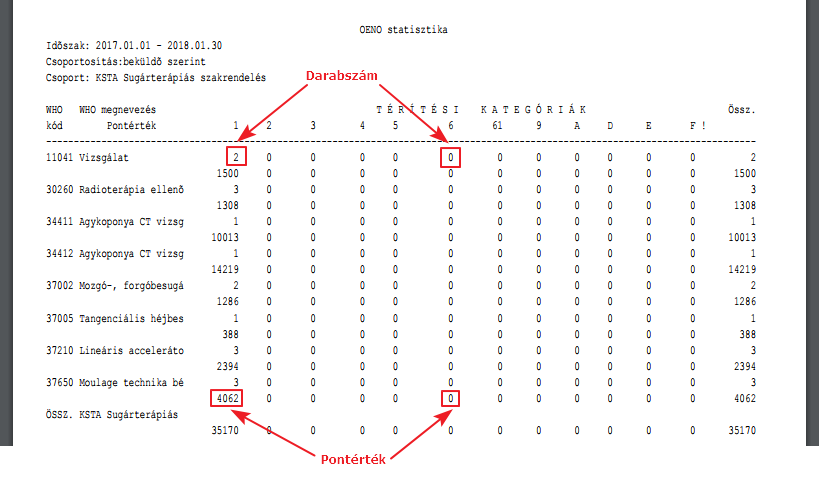 OENO statisztika
Időszak: 2017.01.01 - 2018.01.30
Csoportosítás:beküldő szerint
Csoport: KSTA Sugárterápiás szakrendelés
Darabszám
WHO WHO megnevezés T É R Í T É S I K A T E G Ó R I Á K Össz.
kód Pontérték 1 2 3 4 5 6 61 9 A D E F !
11041 Vizsgálat 2 0 0 0 0 0 0 0 0 0 0 0 2
1500 0 0 0 0 0 0 0 0 0 0 0 1500
30260 Radioterápia ellenő 3 0 0 0 0 0 0 0 0 0 0 0 3
1308 0 0 0 0 0 0 0 0 0 0 0 1308
34411 Agykoponya CT vizsg 1 0 0 0 0 0 0 0 0 0 0 0 1
10013 0 0 0 0 0 0 0 0 0 0 0 10013
34412 Agykoponya CT vizsg 1 0 0 0 0 0 0 0 0 0 0 0 1
14219 0 0 0 0 0 0 0 0 0 0 0 14219
37002 Mozgó-, forgóbesugá 2 0 0 0 0 0 0 0 0 0 0 0 2
1286 0 0 0 0 0 0 0 0 0 0 0 1286
37005 Tangenciális héjbes 1 0 0 0 0 0 0 0 0 0 0 0 1
388 0 0 0 0 0 0 0 0 0 0 0 388
37210 Lineáris acceleráto 3 0 0 0 0 0 0 0 0 0 0 0 3
2394 0 0 0 0 0 0 0 0 0 0 0 2394
37650 Moulage technika bé 3 0 0 0 0 0 0 0 0 0 0 0 3
4062 0 0 0 0 0 0 0 0 0 0 0 4062
ÖSSZ. KSTA Sugárterápiás
35170 0 0 0 0 0 0 0 0 0 0 0 35170
Pontérték